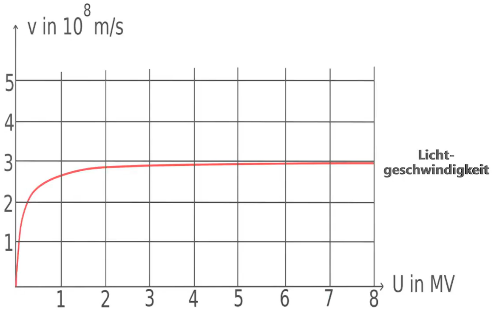 v in 10⁸ m/s
5
4
3
2
1
Licht-
geschwindigkeit
1 2 3 4 5 6 7 8
U in MV